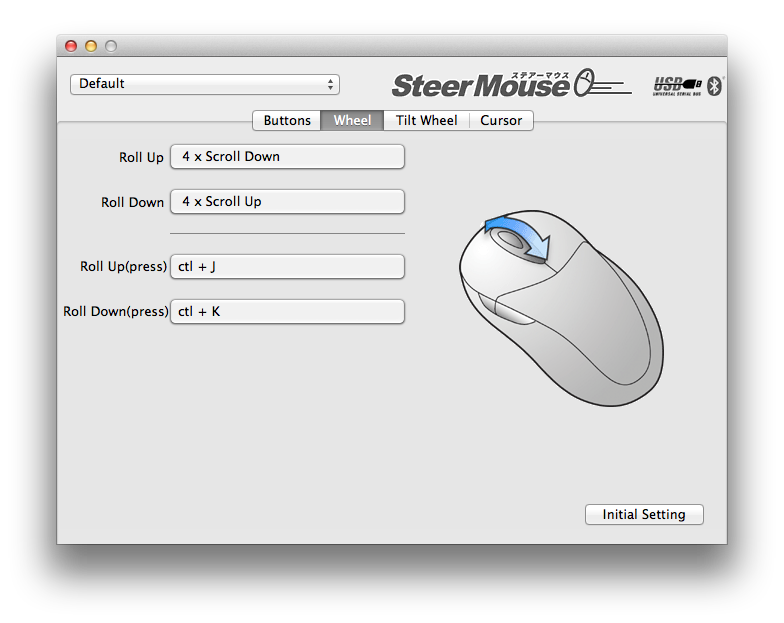 Default
ステアーマウス
SteerMouse
USB
UNIVERSAL SERIAL BUS
Buttons Wheel Tilt Wheel Cursor
Roll Up 4 x Scroll Down
Roll Down 4 x Scroll Up
Roll Up(press) ctl + J
Roll Down(press) ctl + K
Initial Setting